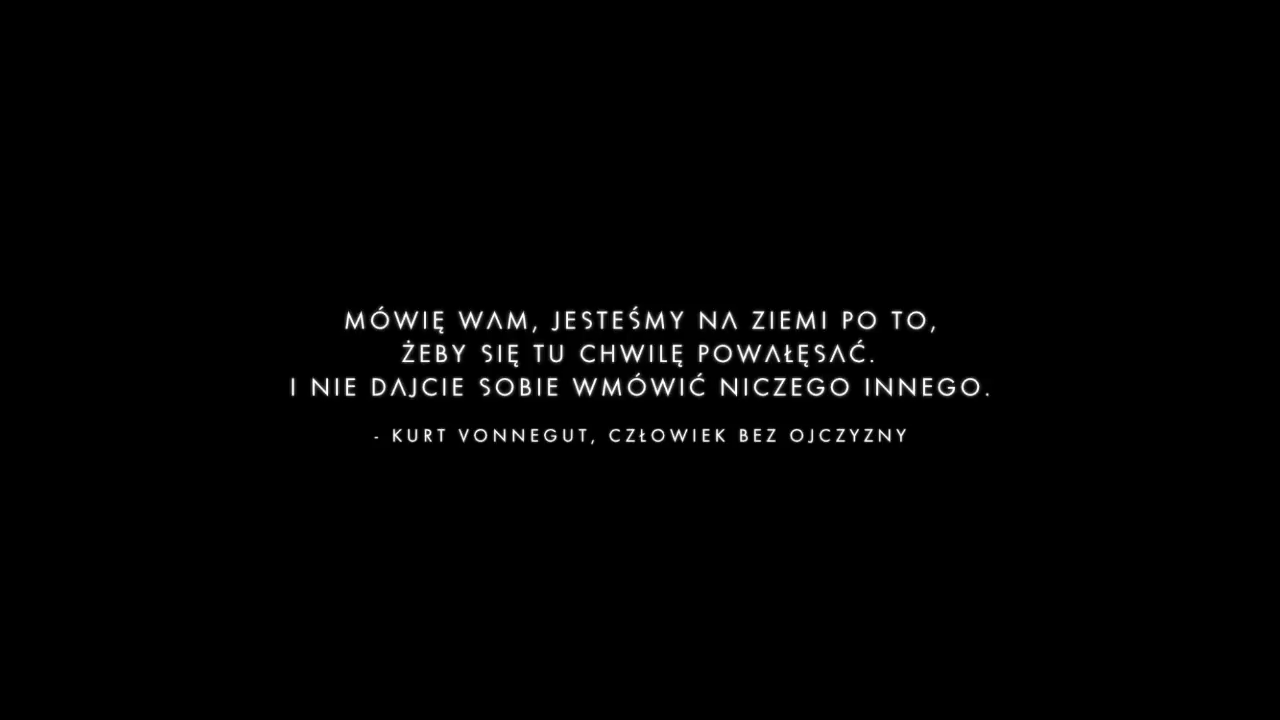 MÓWIĘ WAM, JESTEŚMY NA ZIEMI PO TO,
ŻEBY SIĘ TU CHWILĘ POWAŁĘSAĆ.
I NIE DAJCIE SOBIE WMÓWIĆ NICZEGO INNEGO.
- KURT VONNEGUT, CZŁOWIEK BEZ OJCZYZNY